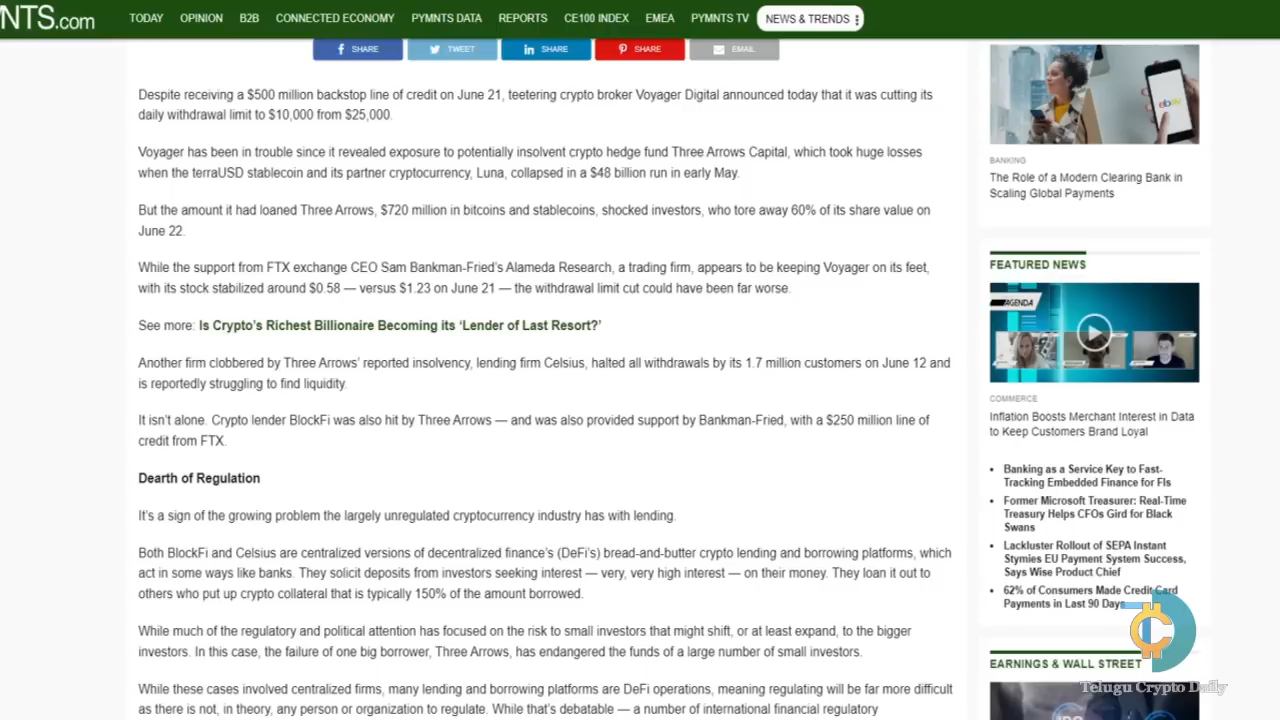 NTS.com
TODAY OPINION B2B CONNECTED ECONOMY PYMNTS DATA REPORTS CE100 INDEX EMEA PYMNTS TV NEWS & TRENDS
SHARE TWEET SHARE SHARE EMAIL
Despite receiving a $500 million backstop line of credit on June 21, teetering crypto broker Voyager Digital announced today that it was cutting its
daily withdrawal limit to $10,000 from $25,000.
Voyager has been in trouble since it revealed exposure to potentially insolvent crypto hedge fund Three Arrows Capital, which took huge losses
when the terraUSD stablecoin and its partner cryptocurrency, Luna, collapsed in a $48 billion run in early May.
But the amount it had loaned Three Arrows, $720 million in bitcoins and stablecoins, shocked investors, who tore away 60% of its share value on
June 22.
While the support from FTX exchange CEO Sam Bankman-Fried's Alameda Research, a trading firm, appears to be keeping Voyager on its feet,
with its stock stabilized around $0.58 — versus $1.23 on June 21 — the withdrawal limit cut could have been far worse.
See more: Is Crypto's Richest Billionaire Becoming its 'Lender of Last Resort?'
Another firm clobbered by Three Arrows' reported insolvency, lending firm Celsius, halted all withdrawals by its 1.7 million customers on June 12 and
is reportedly struggling to find liquidity.
It isn't alone. Crypto lender BlockFi was also hit by Three Arrows — and was also provided support by Bankman-Fried, with a $250 million line of
credit from FTX.
Dearth of Regulation
It's a sign of the growing problem the largely unregulated cryptocurrency industry has with lending.
Both BlockFi and Celsius are centralized versions of decentralized finance's (DeFi's) bread-and-butter crypto lending and borrowing platforms, which
act in some ways like banks. They solicit deposits from investors seeking interest — very, very high interest — on their money. They loan it out to
others who put up crypto collateral that is typically 150% of the amount borrowed.
While much of the regulatory and political attention has focused on the risk to small investors that might shift, or at least expand, to the bigger
investors. In this case, the failure of one big borrower, Three Arrows, has endangered the funds of a large number of small investors.
While these cases involved centralized firms, many lending and borrowing platforms are DeFi operations, meaning regulating will be far more difficult
as there is not, in theory, any person or organization to regulate. While that's debatable — a number of international financial regulatory
ebay
BANKING
The Role of a Modern Clearing Bank in
Scaling Global Payments
FEATURED NEWS
AGENDA
COMMERCE
Inflation Boosts Merchant Interest in Data
to Keep Customers Brand Loyal
Banking as a Service Key to Fast-
Tracking Embedded Finance for FIs
Former Microsoft Treasurer: Real-Time
Treasury Helps CFOs Gird for Black
Swans
Lackluster Rollout of SEPA Instant
Stymies EU Payment System Success,
Says Wise Product Chief
62% of Consumers Made Credit Card
Payments in Last 90 Days
EARNINGS & WALL STREET
Telugu Crypto Daily